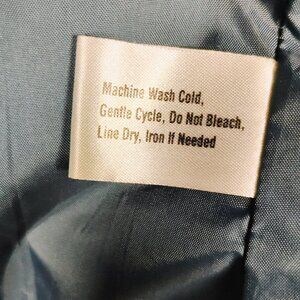 Machine Wash Cold,
Gentle Cycle, Do Not Bleach,
Line Dry, Iron If Needed